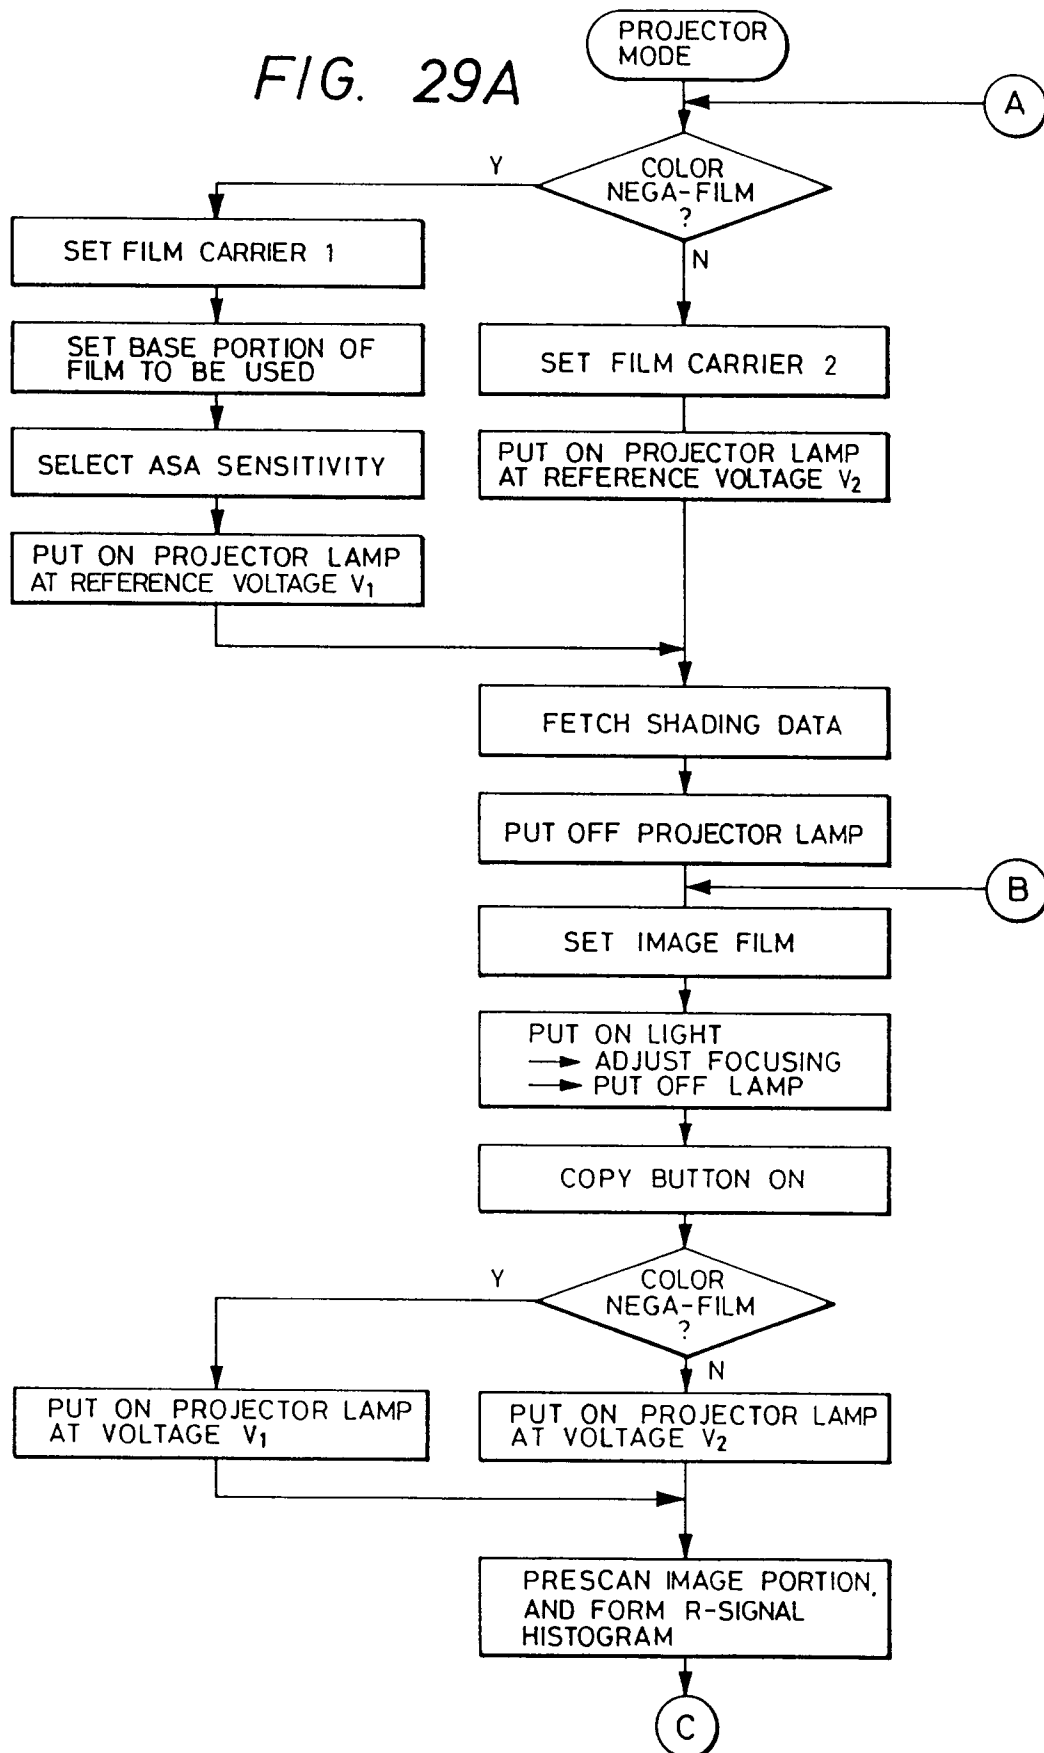 FIG. 29A
PROJECTOR
MODE
A
COLOR
NEGA-FILM
?
Y
N
SET FILM CARRIER 1
SET BASE PORTION OF
FILM TO BE USED
SELECT ASA SENSITIVITY
PUT ON PROJECTOR LAMP
AT REFERENCE VOLTAGE V1
SET FILM CARRIER 2
PUT ON PROJECTOR LAMP
AT REFERENCE VOLTAGE V2
FETCH SHADING DATA
PUT OFF PROJECTOR LAMP
B
SET IMAGE FILM
PUT ON LIGHT
→ ADJUST FOCUSING
→ PUT OFF LAMP
COPY BUTTON ON
COLOR
NEGA-FILM
?
Y
N
PUT ON PROJECTOR LAMP
AT VOLTAGE V1
PUT ON PROJECTOR LAMP
AT VOLTAGE V2
PRESCAN IMAGE PORTION,
AND FORM R-SIGNAL
HISTOGRAM
C